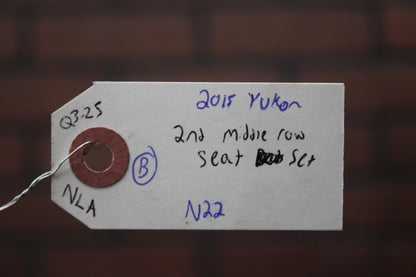 Q3-25
2015 Yukon
2nd middle row
seat set
B
NLA
N22